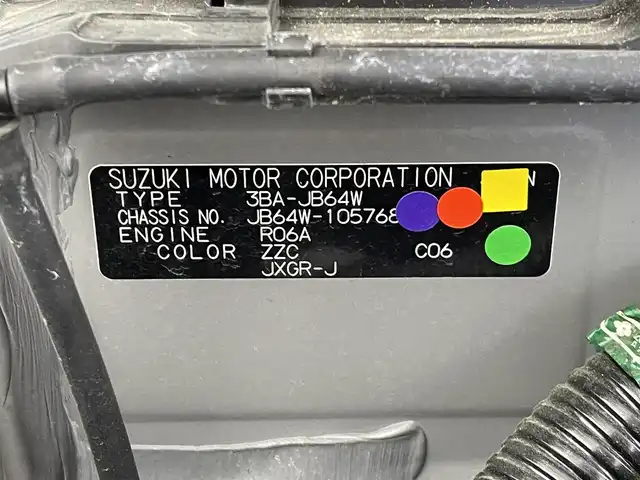 SUZUKI MOTOR CORPORATION
TYPE 3BA-JB64W
CHASSIS NO. JB64W-105768
ENGINE R06A
COLOR ZZC C06
JXGR-J